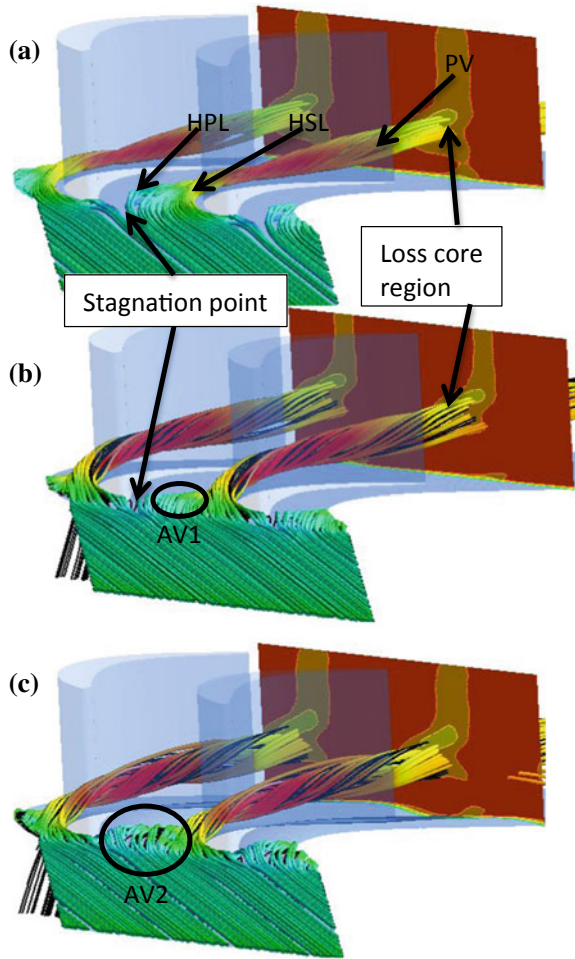 (a)
PV
HPL
HSL
Stagnation point
Loss core
region
(b)
AV1
(c)
AV2